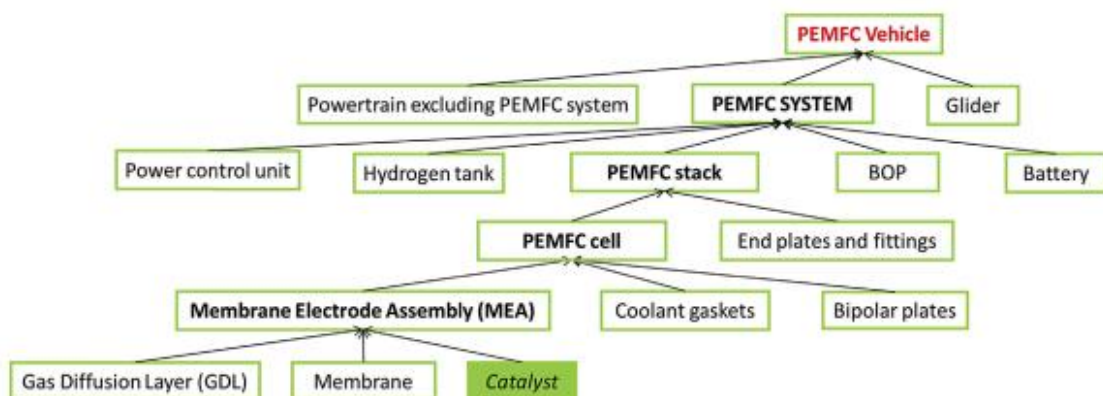 PEMFC Vehicle
Powertrain excluding PEMFC system
PEMFC SYSTEM
Glider
Power control unit
Hydrogen tank
PEMFC stack
BOP
Battery
PEMFC cell
End plates and fittings
Membrane Electrode Assembly (MEA)
Coolant gaskets
Bipolar plates
Gas Diffusion Layer (GDL)
Membrane
Catalyst